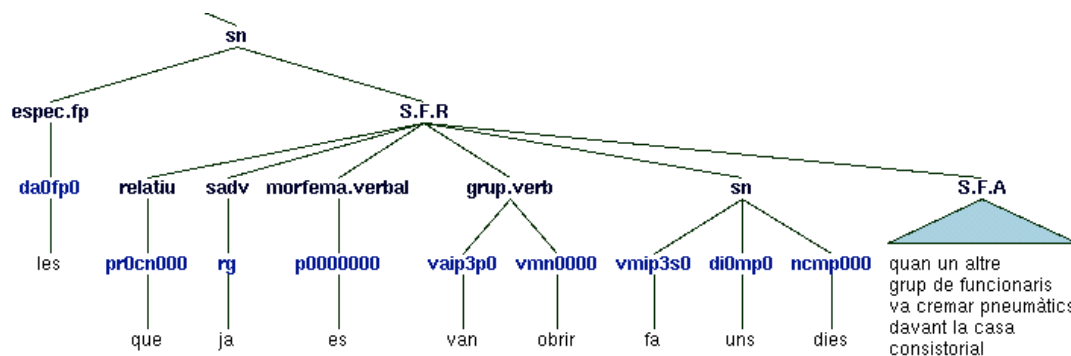 sn
espec.fp S.F.R
da0fp0 relatiu sadv morfema.verbal grup.verb sn S.F.A
les pr0cn000 rg p0000000 vaip3p0 vmn0000 vmip3s0 di0mp0 ncmp000 quan un altre
grup de funcionaris
va cremar pneumàtics
que ja es van obrir fa uns dies davant la casa
consistorial